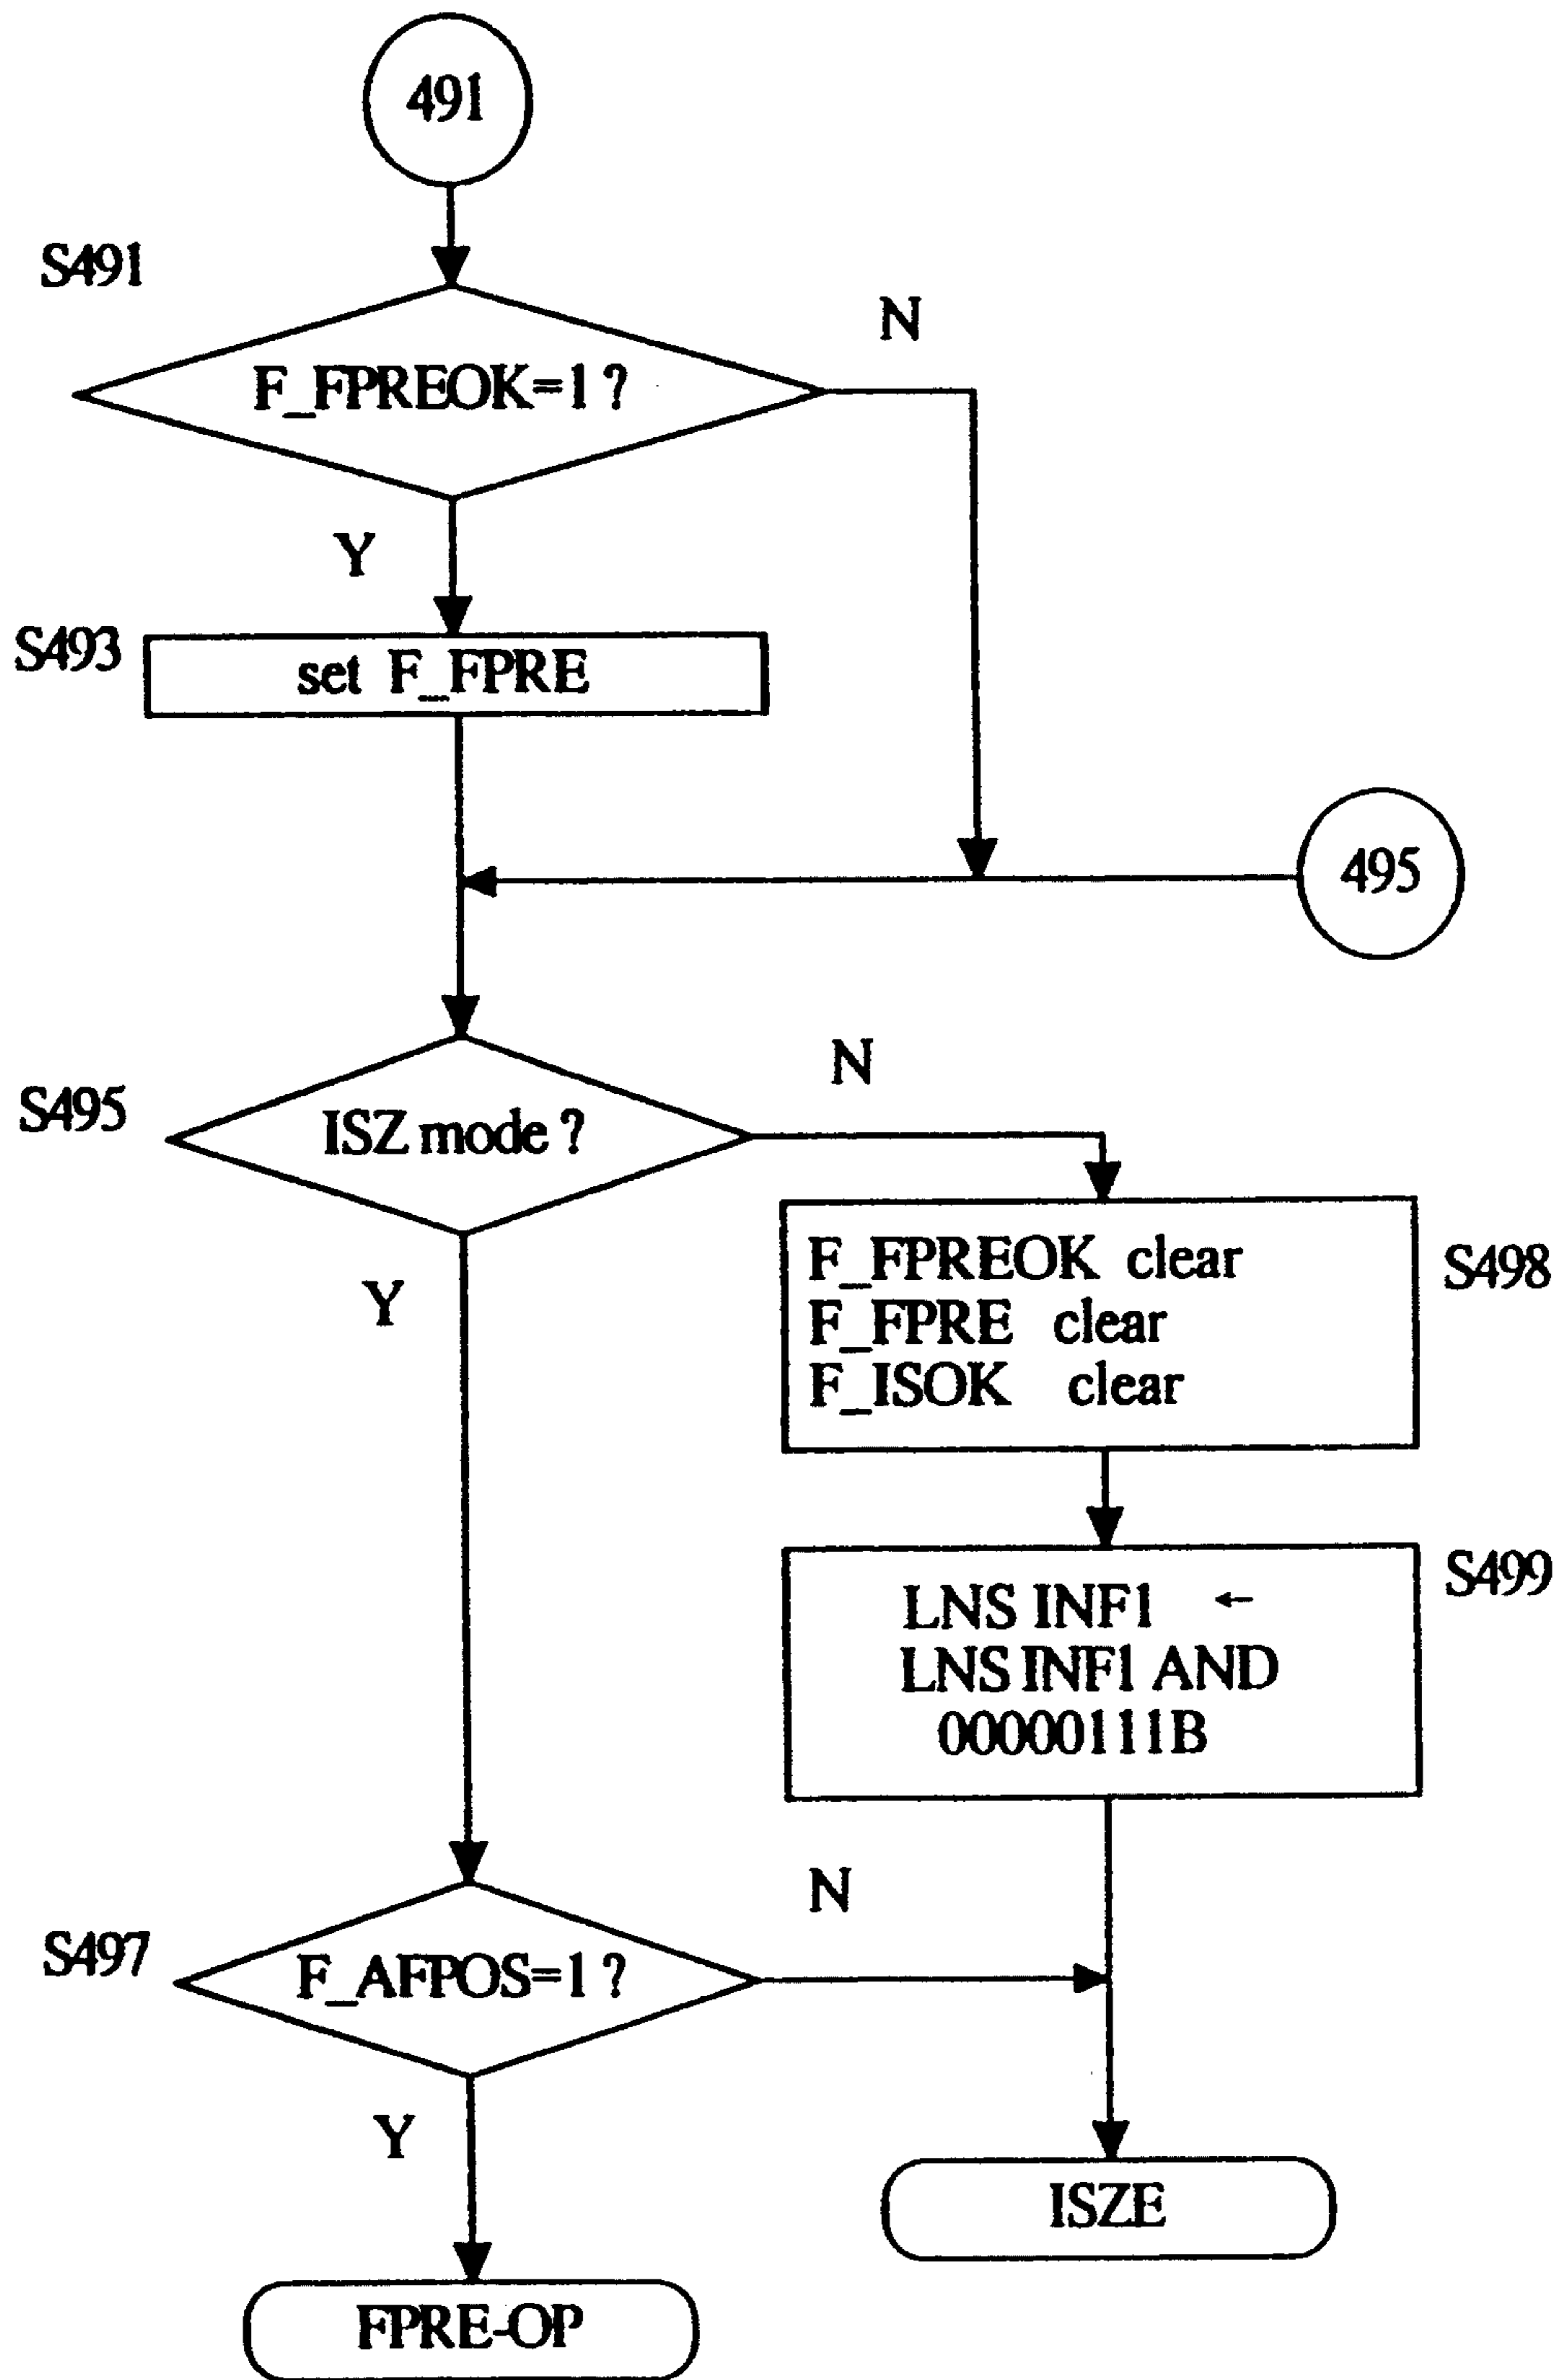 491
S491
N
F_FPREOK=1 ?
Y
S493
set F_FPRE
495
N
S495
ISZ mode ?
Y
F_FPREOK clear
F_FPRE clear
F_ISOK clear
S498
S499
LNS INF1 ←
LNS INF1 AND
00000111B
N
S497
F_AFPOS=1 ?
Y
ISZE
FPRE-OP